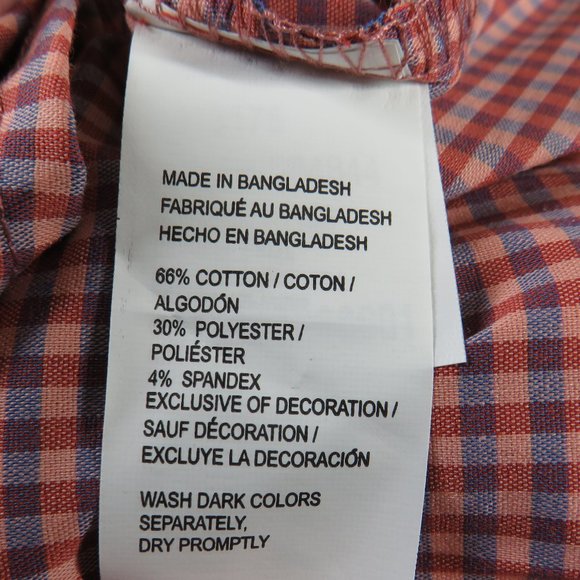 MADE IN BANGLADESH
FABRIQUÉ AU BANGLADESH
HECHO EN BANGLADESH
66% COTTON / COTON /
ALGODÓN
30% POLYESTER /
POLIÉSTER
4% SPANDEX
EXCLUSIVE OF DECORATION /
SAUF DÉCORATION /
EXCLUYE LA DECORACIÓN
WASH DARK COLORS
SEPARATELY,
DRY PROMPTLY